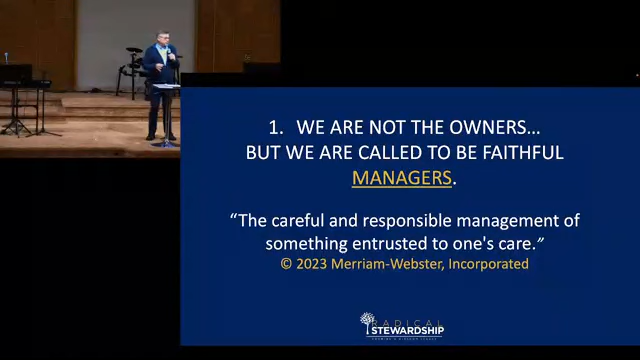 1. WE ARE NOT THE OWNERS...
BUT WE ARE CALLED TO BE FAITHFUL
MANAGERS.
“The careful and responsible management of
something entrusted to one's care.”
© 2023 Merriam-Webster, Incorporated
RADICAL
STEWARDSHIP